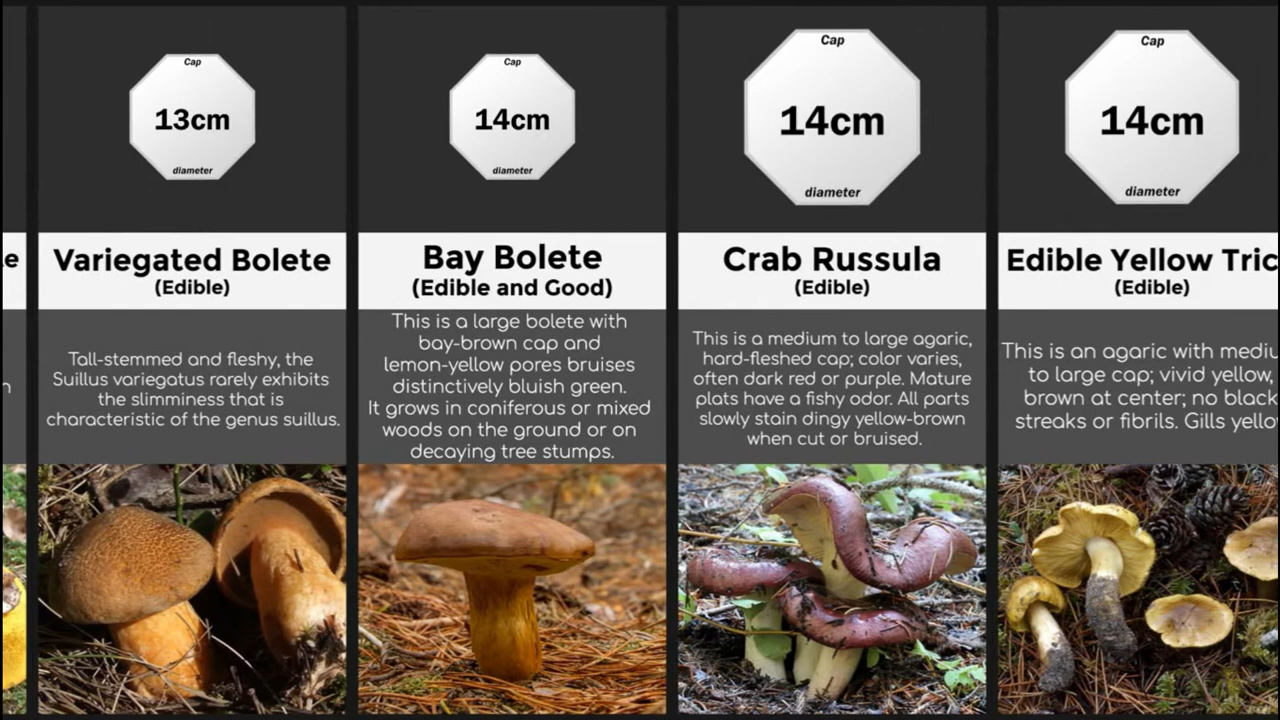 Cap
13cm
diameter
Variegated Bolete
(Edible)
Tall-stemmed and fleshy, the
Suillus variegatus rarely exhibits
the slimminess that is
characteristic of the genus suillus.
Cap
14cm
diameter
Bay Bolete
(Edible and Good)
This is a large bolete with
bay-brown cap and
lemon-yellow pores bruises
distinctively bluish green.
It grows in coniferous or mixed
woods on the ground or on
decaying tree stumps.
Cap
14cm
diameter
Crab Russula
(Edible)
This is a medium to large agaric,
hard-fleshed cap; color varies,
often dark red or purple. Mature
plats have a fishy odor. All parts
slowly stain dingy yellow-brown
when cut or bruised.
Cap
14cm
diameter
Edible Yellow Tric
(Edible)
This is an agaric with mediu
to large cap; vivid yellow,
brown at center; no black
streaks or fibrils. Gills yello